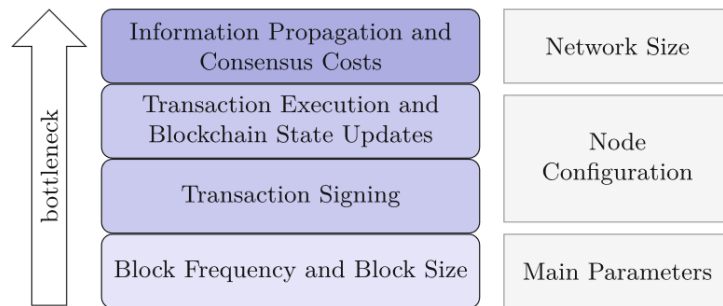 Information Propagation and
Consensus Costs
Network Size
Transaction Execution and
Blockchain State Updates
Node
Configuration
Transaction Signing
Block Frequency and Block Size
Main Parameters
bottleneck